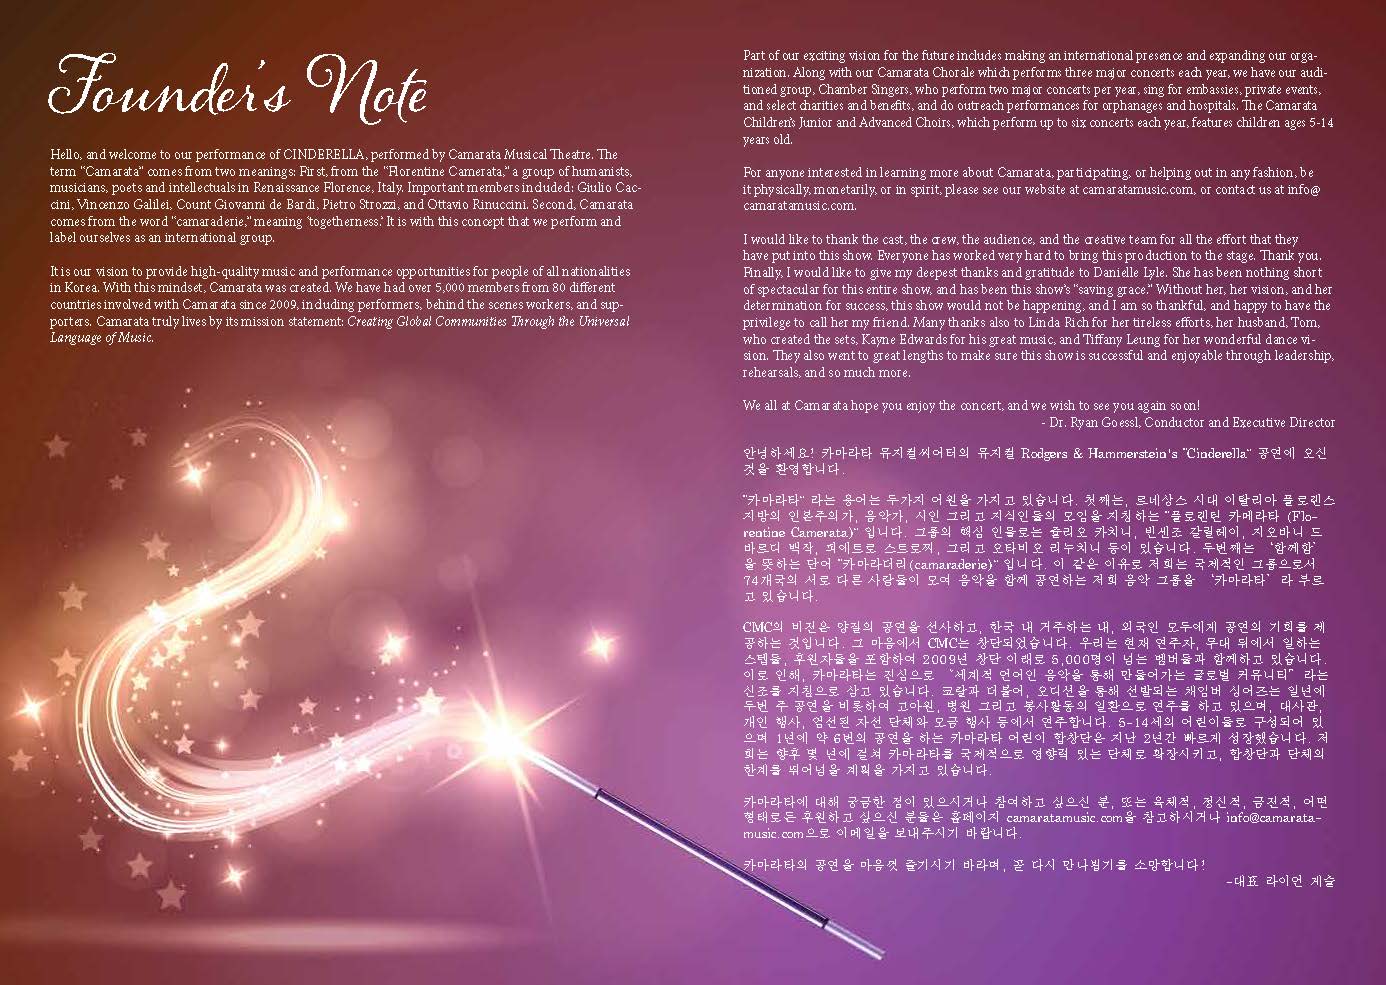 Founder's Note
Hello, and welcome to our performance of CINDERELLA, performed by Camarata Musical Theatre. The
term "Camarata" comes from two meanings: First, from the "Florentine Camerata," a group of humanists,
musicians, poets and intellectuals in Renaissance Florence, Italy. Important members included: Giulio Cac-
cini, Vincenzo Galilei, Count Giovanni de Bardi, Pietro Strozzi, and Ottavio Rinuccini. Second, Camarata
comes from the word "camaraderie," meaning 'togetherness.' It is with this concept that we perform and
label ourselves as an international group.
It is our vision to provide high-quality music and performance opportunities for people of all nationalities
in Korea. With this mindset, Camarata was created. We have had over 5,000 members from 80 different
countries involved with Camarata since 2009, including performers, behind the scenes workers, and sup-
porters. Camarata truly lives by its mission statement: Creating Global Communities Through the Universal
Language of Music.
Part of our exciting vision for the future includes making an international presence and expanding our orga-
nization. Along with our Camarata Chorale which performs three major concerts each year, we have our audi-
tioned group, Chamber Singers, who perform two major concerts per year, sing for embassies, private events,
and select charities and benefits, and do outreach performances for orphanages and hospitals. The Camarata
Children's Junior and Advanced Choirs, which perform up to six concerts each year, features children ages 5-14
years old.
For anyone interested in learning more about Camarata, participating, or helping out in any fashion, be
it physically, monetarily, or in spirit, please see our website at camaratamusic.com, or contact us at info@
camaratamusic.com.
I would like to thank the cast, the crew, the audience, and the creative team for all the effort that they
have put into this show. Everyone has worked very hard to bring this production to the stage. Thank you.
Finally, I would like to give my deepest thanks and gratitude to Danielle Lyle. She has been nothing short
of spectacular for this entire show, and has been this show's "saving grace." Without her, her vision, and her
determination for success, this show would not be happening, and I am so thankful, and happy to have the
privilege to call her my friend. Many thanks also to Linda Rich for her tireless efforts, her husband, Tom,
who created the sets, Kayne Edwards for his great music, and Tiffany Leung for her wonderful dance vi-
sion. They also went to great lengths to make sure this show is successful and enjoyable through leadership,
rehearsals, and so much more.
We all at Camarata hope you enjoy the concert, and we wish to see you again soon!
- Dr. Ryan Goessl, Conductor and Executive Director
안녕하세요! 카마라타 뮤지컬씨어터의 뮤지컬 Rodgers & Hammerstein's "Cinderella" 공연에 오신
것을 환영합니다.
"카마라타" 라는 용어는 두가지 어원을 가지고 있습니다. 첫째는, 르네상스 시대 이탈리아 플로렌스
지방의 인본주의가, 음악가, 시인 그리고 지식인들의 모임을 지칭하는 "플로렌틴 카메라타 (Flo-
rentine Camerata)" 입니다. 그룹의 핵심 인물로는 쥴리오 카치니, 빈센조 갈릴레이, 지오바니 드
바르디 백작, 피에트로 스트로찌, 그리고 오타비오 리누치니 등이 있습니다. 두번째는 '함께함'
을 뜻하는 단어 "카마라더리(camaraderie)" 입니다. 이 같은 이유로 저희는 국제적인 그룹으로서
74개국의 서로 다른 사람들이 모여 음악을 함께 공연하는 저희 음악 그룹을 '카마라타' 라 부르
고 있습니다.
CMC의 비전은 양질의 공연을 선사하고, 한국 내 거주하는 내, 외국인 모두에게 공연의 기회를 제
공하는 것입니다. 그 마음에서 CMC는 창단되었습니다. 우리는 현재 연주자, 무대 뒤에서 일하는
스텝들, 후원자들을 포함하여 2009년 창단 이래로 5,000명이 넘는 멤버들과 함께하고 있습니다.
이로 인해, 카마라타는 진심으로 "세계적 언어인 음악을 통해 만들어가는 글로벌 커뮤니티" 라는
신조를 지침으로 삼고 있습니다. 코랄과 더불어, 오디션을 통해 선발되는 채임버 싱어즈는 일년에
두번 주 공연을 비롯하여 고아원, 병원 그리고 봉사활동의 일환으로 연주를 하고 있으며, 대사관,
개인 행사, 엄선된 자선 단체와 모금 행사 등에서 연주합니다. 5-14세의 어린이들로 구성되어 있
으며 1년에 약 6번의 공연을 하는 카마라타 어린이 합창단은 지난 2년간 빠르게 성장했습니다. 저
희는 향후 몇 년에 걸쳐 카마라타를 국제적으로 영향력 있는 단체로 확장시키고, 합창단과 단체의
한계를 뛰어넘을 계획을 가지고 있습니다.
카마라타에 대해 궁금한 점이 있으시거나 참여하고 싶으신 분, 또는 육체적, 정신적, 금전적, 어떤
형태로든 후원하고 싶으신 분들은 홈페이지 camaratamusic.com을 참고하시거나 info@camarata-
music.com으로 이메일을 보내주시기 바랍니다.
카마라타의 공연을 마음껏 즐기시기 바라며, 꼭 다시 만나뵙기를 소망합니다!
-대표 라이언 게슬